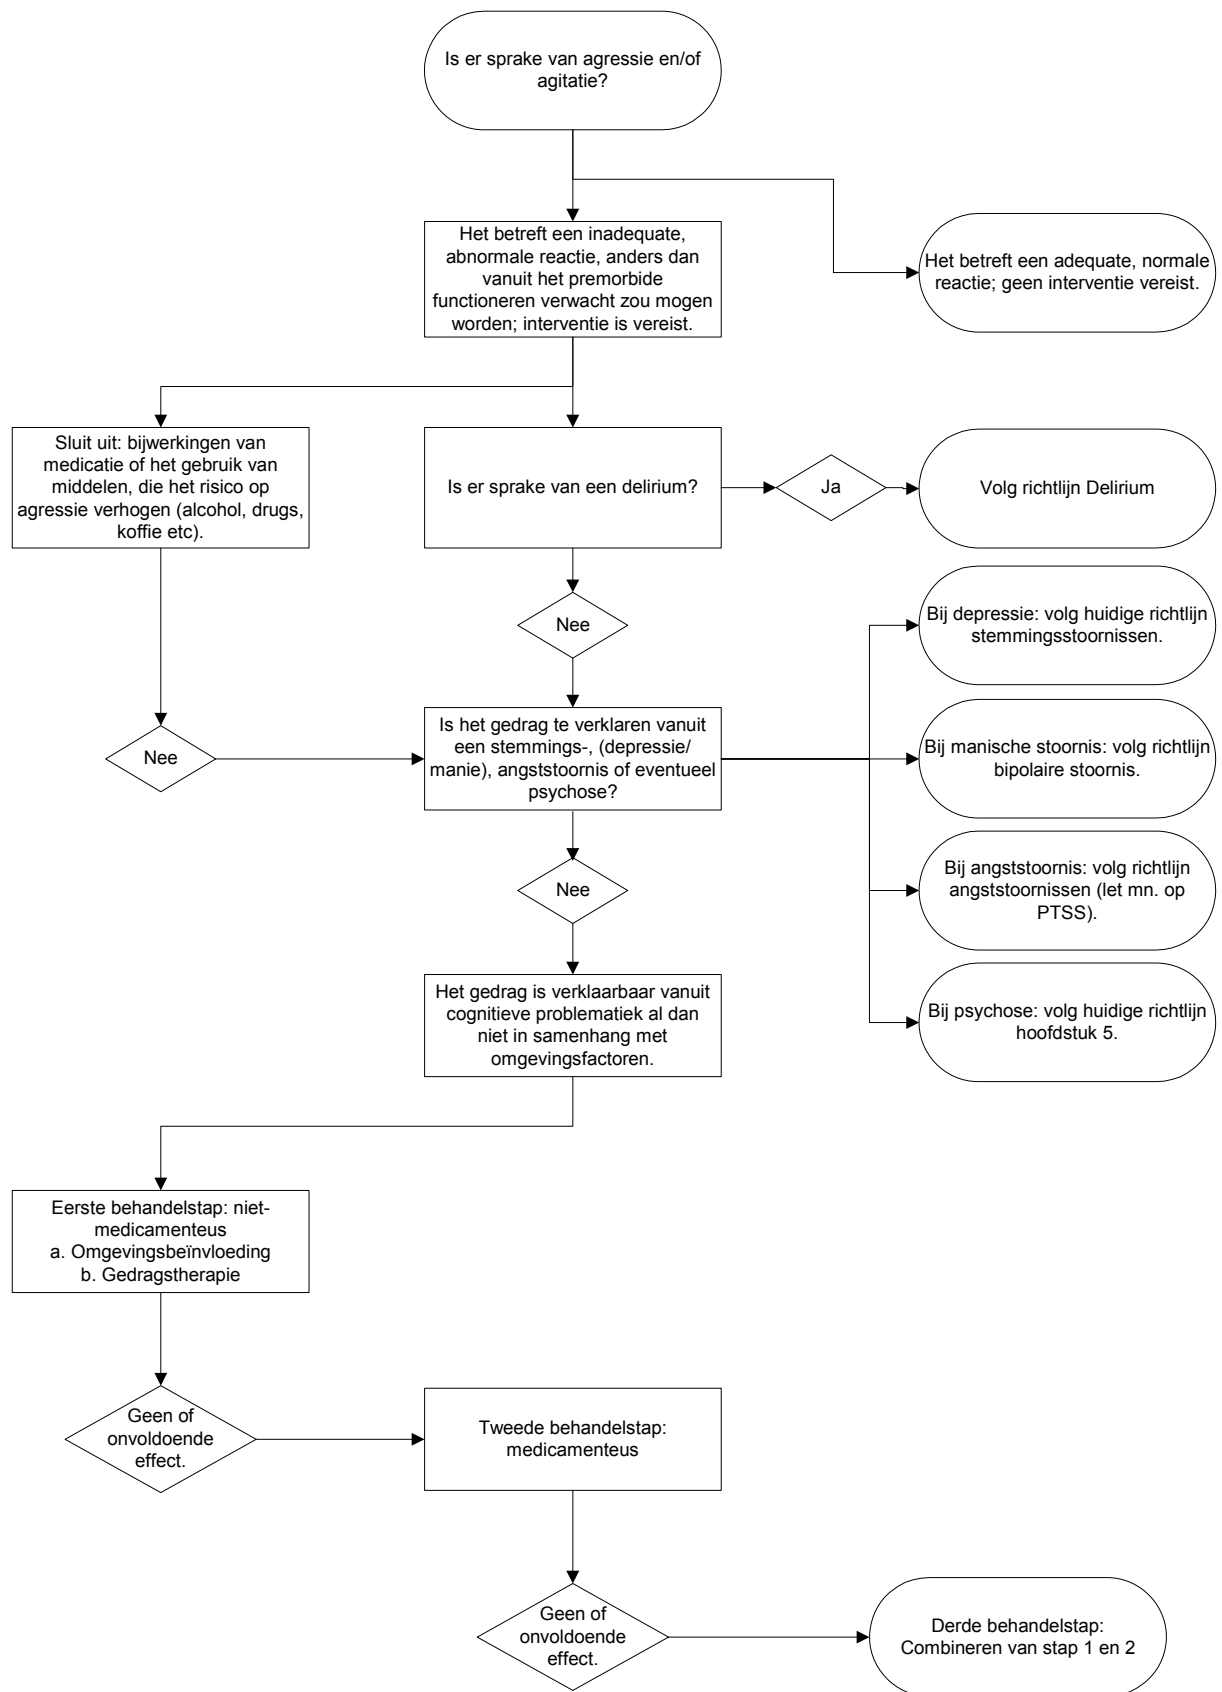 Is er sprake van agressie en/of
agitatie?
Het betreft een inadequate,
abnormale reactie, anders dan
vanuit het premorbide
functioneren verwacht zou mogen
worden; interventie is vereist.
Het betreft een adequate, normale
reactie; geen interventie vereist.
Sluit uit: bijwerkingen van
medicatie of het gebruik van
middelen, die het risico op
agressie verhogen (alcohol, drugs,
koffie etc).
Is er sprake van een delirium?
Ja
Volg richtlijn Delirium
Nee
Bij depressie: volg huidige richtlijn
stemmingsstoornissen.
Nee
Is het gedrag te verklaren vanuit
een stemmings-, (depressie/
manie), angststoornis of eventueel
psychose?
Bij manische stoornis: volg richtlijn
bipolaire stoornis.
Nee
Bij angststoornis: volg richtlijn
angststoornissen (let mn. op
PTSS).
Het gedrag is verklaarbaar vanuit
cognitieve problematiek al dan
niet in samenhang met
omgevingsfactoren.
Bij psychose: volg huidige richtlijn
hoofdstuk 5.
Eerste behandelstap: niet-
medicamenteus
a. Omgevingsbeïnvloeding
b. Gedragstherapie
Geen of
onvoldoende
effect.
Tweede behandelstap:
medicamenteus
Geen of
onvoldoende
effect.
Derde behandelstap:
Combineren van stap 1 en 2